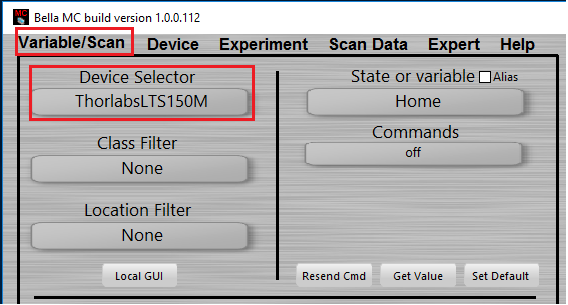 MC Bella MC build version 1.0.0.112
Variable/Scan Device Experiment Scan Data Expert Help
Device Selector
ThorlabsLTS150M
Class Filter
None
Location Filter
None
Local GUI
State or variable Alias
Home
Commands
off
Resend Cmd Get Value Set Default